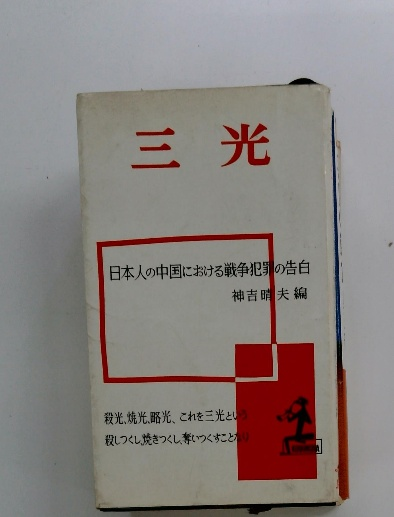 三光
日本人の中国における戦争犯罪の告白
神吉晴夫編
殺光、焼光、略光、これを三光という
殺しつくし、焼きつくし、奪いつくすことなり